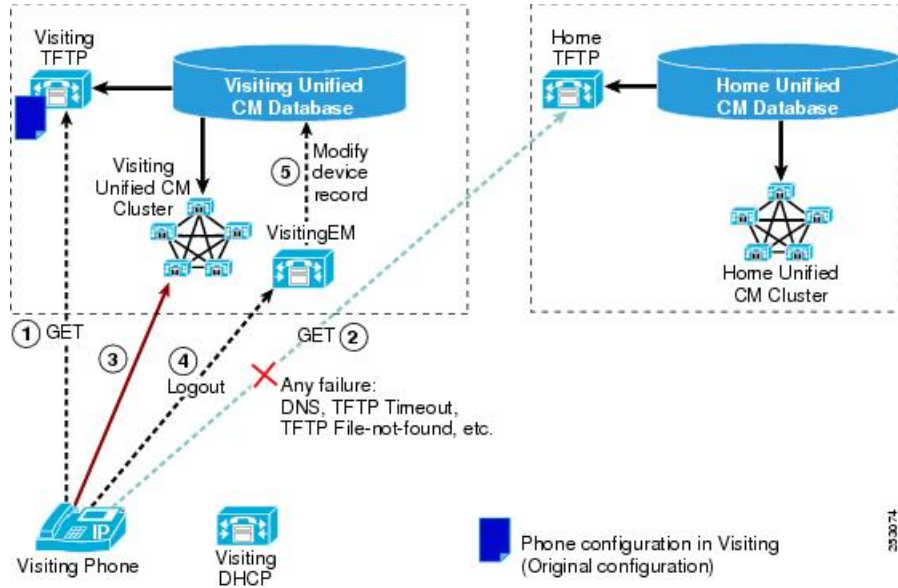 Visiting
TFTP
Visiting Unified
CM Database
Home
TFTP
Home Unified
CM Database
Visiting
Unified CM
Cluster
5
Modify
device
record
VisitingEM
Home Unified
CM Cluster
1 GET
3
4
Logout
GET 2
Any failure:
DNS, TFTP Timeout,
TFTP File-not-found, etc.
IP
Visiting Phone
Visiting
DHCP
Phone configuration in Visiting
(Original configuration)
253074